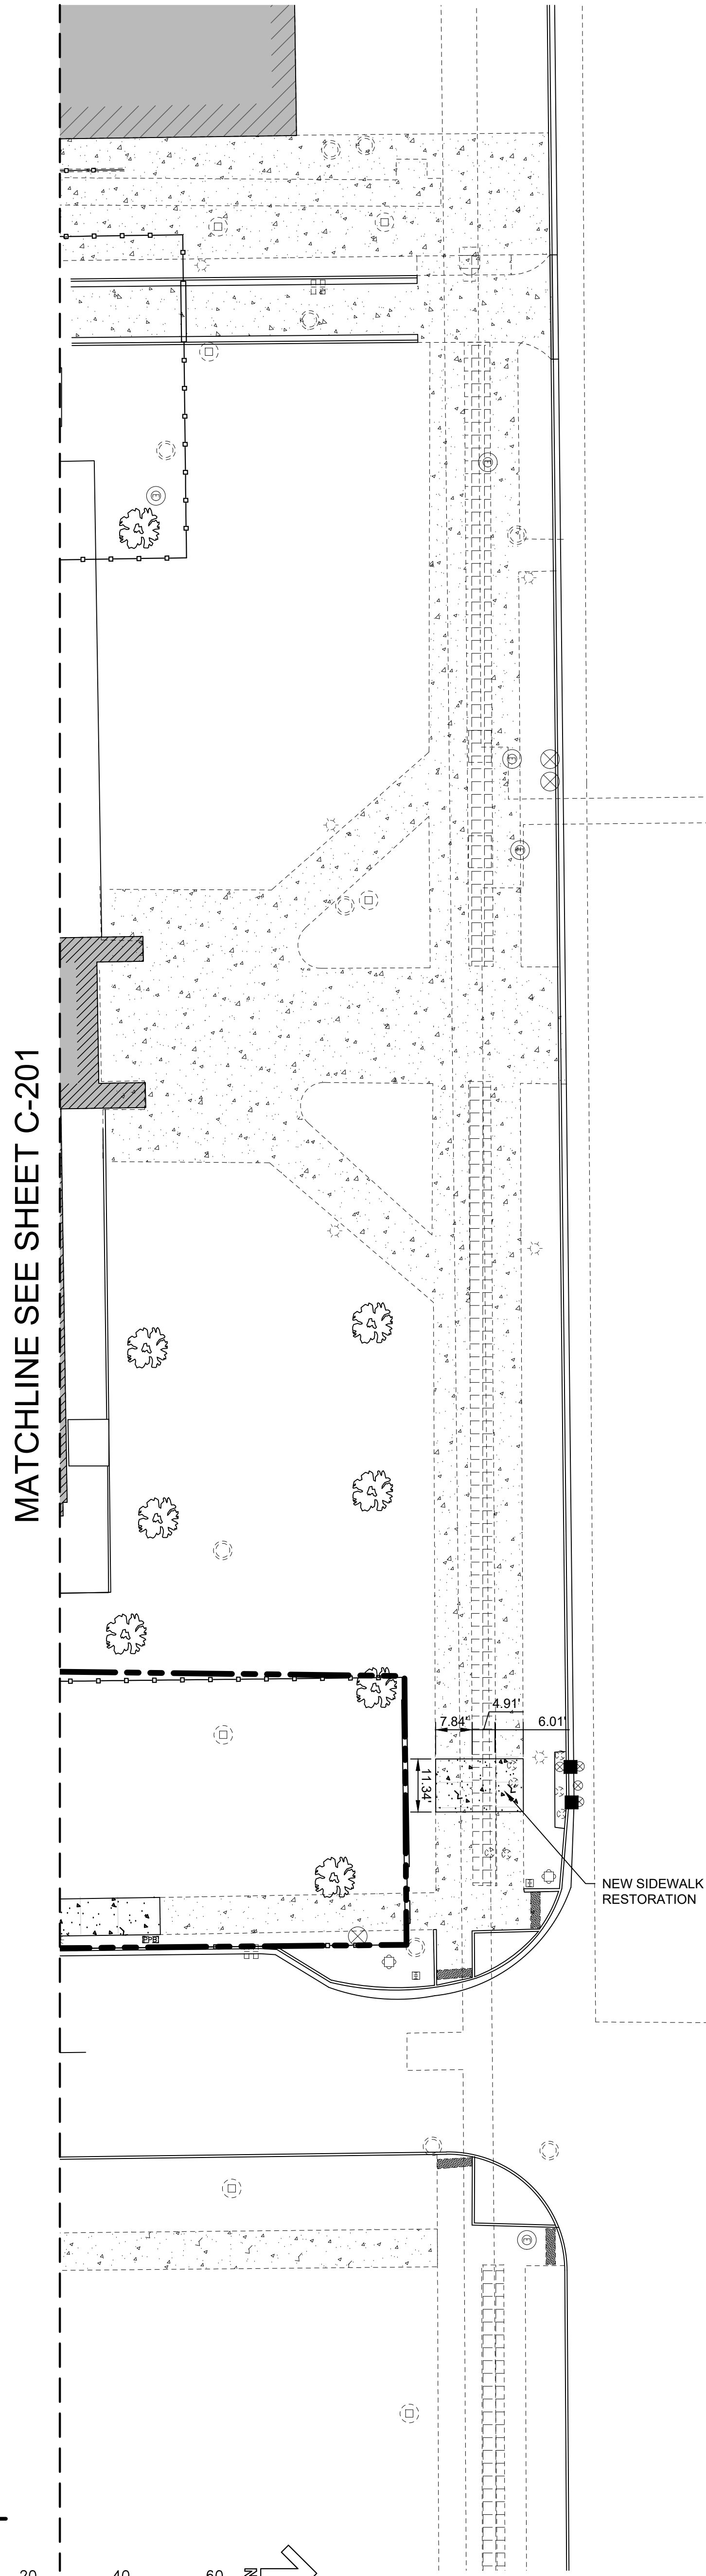 MATCHLINE SEE SHEET C-201
4.91'
7.84'
6.01'
11.34'
NEW SIDEWALK
RESTORATION
20
40
60
N